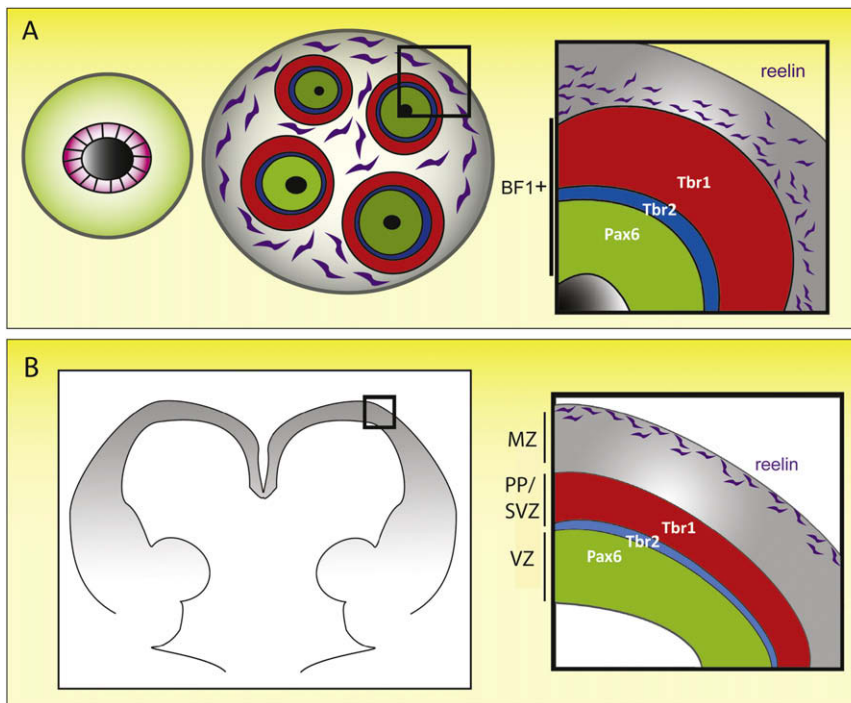 A
reelin
BF1+
Tbr1
Tbr2
Pax6
B
MZ
reelin
PP/
SVZ
Tbr1
Tbr2
VZ
Pax6